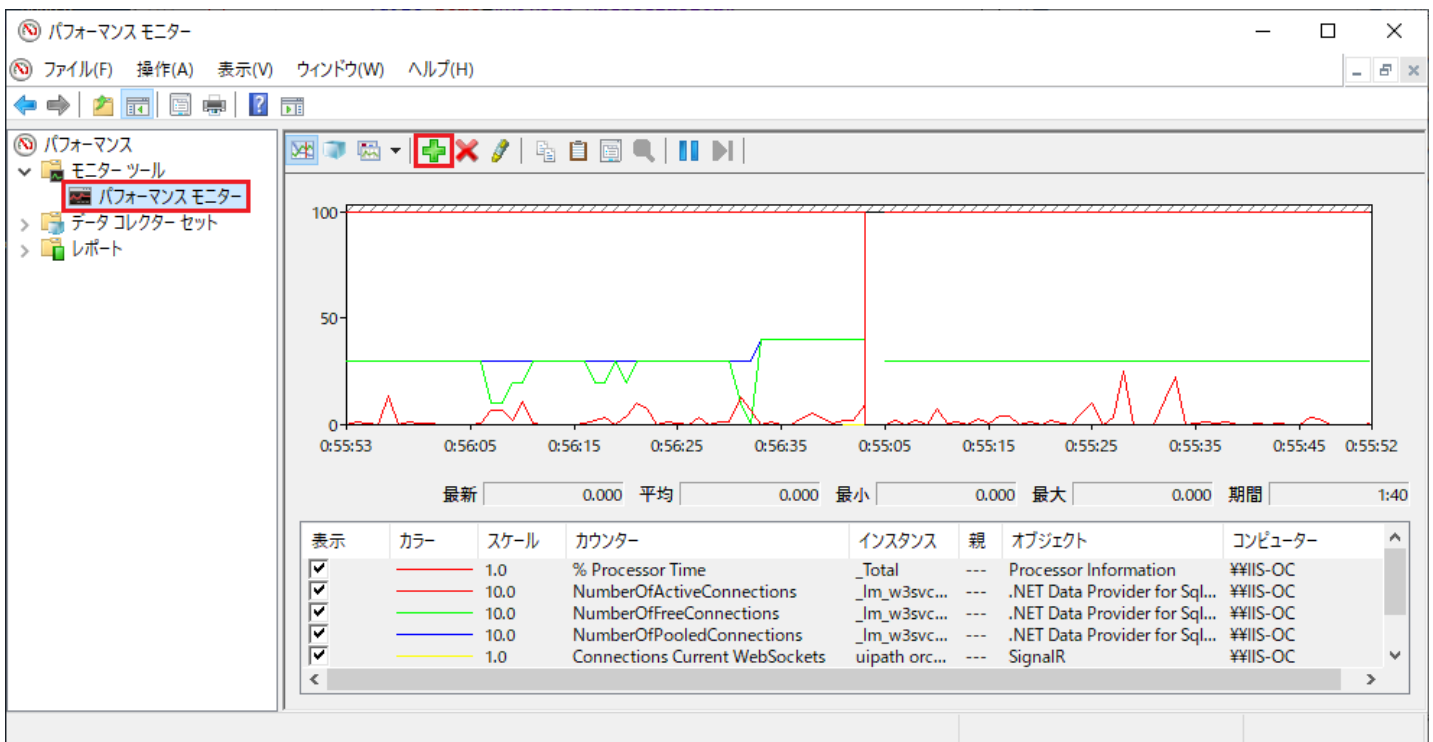 パフォーマンス モニター
ファイル(F) 操作(A) 表示(V) ウィンドウ(W) ヘルプ(H)
パフォーマンス
モニター ツール
パフォーマンス モニター
データ コレクター セット
レポート
100
50
0
0:55:53 0:56:05 0:56:15 0:56:25 0:56:35 0:55:05 0:55:15 0:55:25 0:55:35 0:55:45 0:55:52
最新 0.000 平均 0.000 最小 0.000 最大 0.000 期間 1:40
表示 カラー スケール カウンター インスタンス 親 オブジェクト コンピューター
1.0 % Processor Time _Total --- Processor Information ¥¥IIS-OC
10.0 NumberOfActiveConnections _lm_w3svc... --- .NET Data Provider for Sql... ¥¥IIS-OC
10.0 NumberOfFreeConnections _lm_w3svc... --- .NET Data Provider for Sql... ¥¥IIS-OC
10.0 NumberOfPooledConnections _lm_w3svc... --- .NET Data Provider for Sql... ¥¥IIS-OC
1.0 Connections Current WebSockets uipath orc... --- SignalR ¥¥IIS-OC